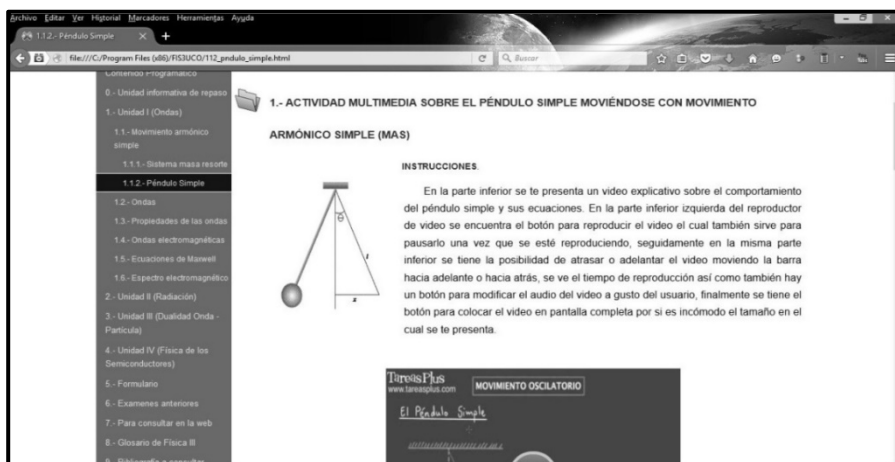 Archivo Editar Ver Historial Marcadores Herramientas Ayuda
1.1.2.- Péndulo Simple
file:///C:/Program Files (x86)/FIS3UCO/112_pndulo_simple.html
Buscar
Contenido Programático
0.- Unidad informativa de repaso
1.- Unidad I (Ondas)
1.1.- Movimiento armónico
simple
1.1.1.- Sistema masa resorte
1.1.2.- Péndulo Simple
1.2.- Ondas
1.3.- Propiedades de las ondas
1.4.- Ondas electromagnéticas
1.5.- Ecuaciones de Maxwell
1.6.- Espectro electromagnético
2.- Unidad II (Radiación)
3.- Unidad III (Dualidad Onda -
Partícula)
4.- Unidad IV (Física de los
Semiconductores)
5.- Formulario
6.- Examenes anteriores
7.- Para consultar en la web
8.- Glosario de Física III
9.- Bibliografía a consultar
1.- ACTIVIDAD MULTIMEDIA SOBRE EL PÉNDULO SIMPLE MOVIÉNDOSE CON MOVIMIENTO
ARMÓNICO SIMPLE (MAS)
INSTRUCCIONES.
En la parte inferior se te presenta un video explicativo sobre el comportamiento
del péndulo simple y sus ecuaciones. En la parte inferior izquierda del reproductor
de video se encuentra el botón para reproducir el video el cual también sirve para
pausarlo una vez que se esté reproduciendo, seguidamente en la misma parte
inferior se tiene la posibilidad de atrasar o adelantar el video moviendo la barra
hacia adelante o hacia atrás, se ve el tiempo de reproducción así como también hay
un botón para modificar el audio del video a gusto del usuario, finalmente se tiene el
botón para colocar el video en pantalla completa por si es incómodo el tamaño en el
cual se te presenta.
θ
l
s
TareasPlus
www.tareasplus.com
MOVIMIENTO OSCILATORIO
El Péndulo Simple